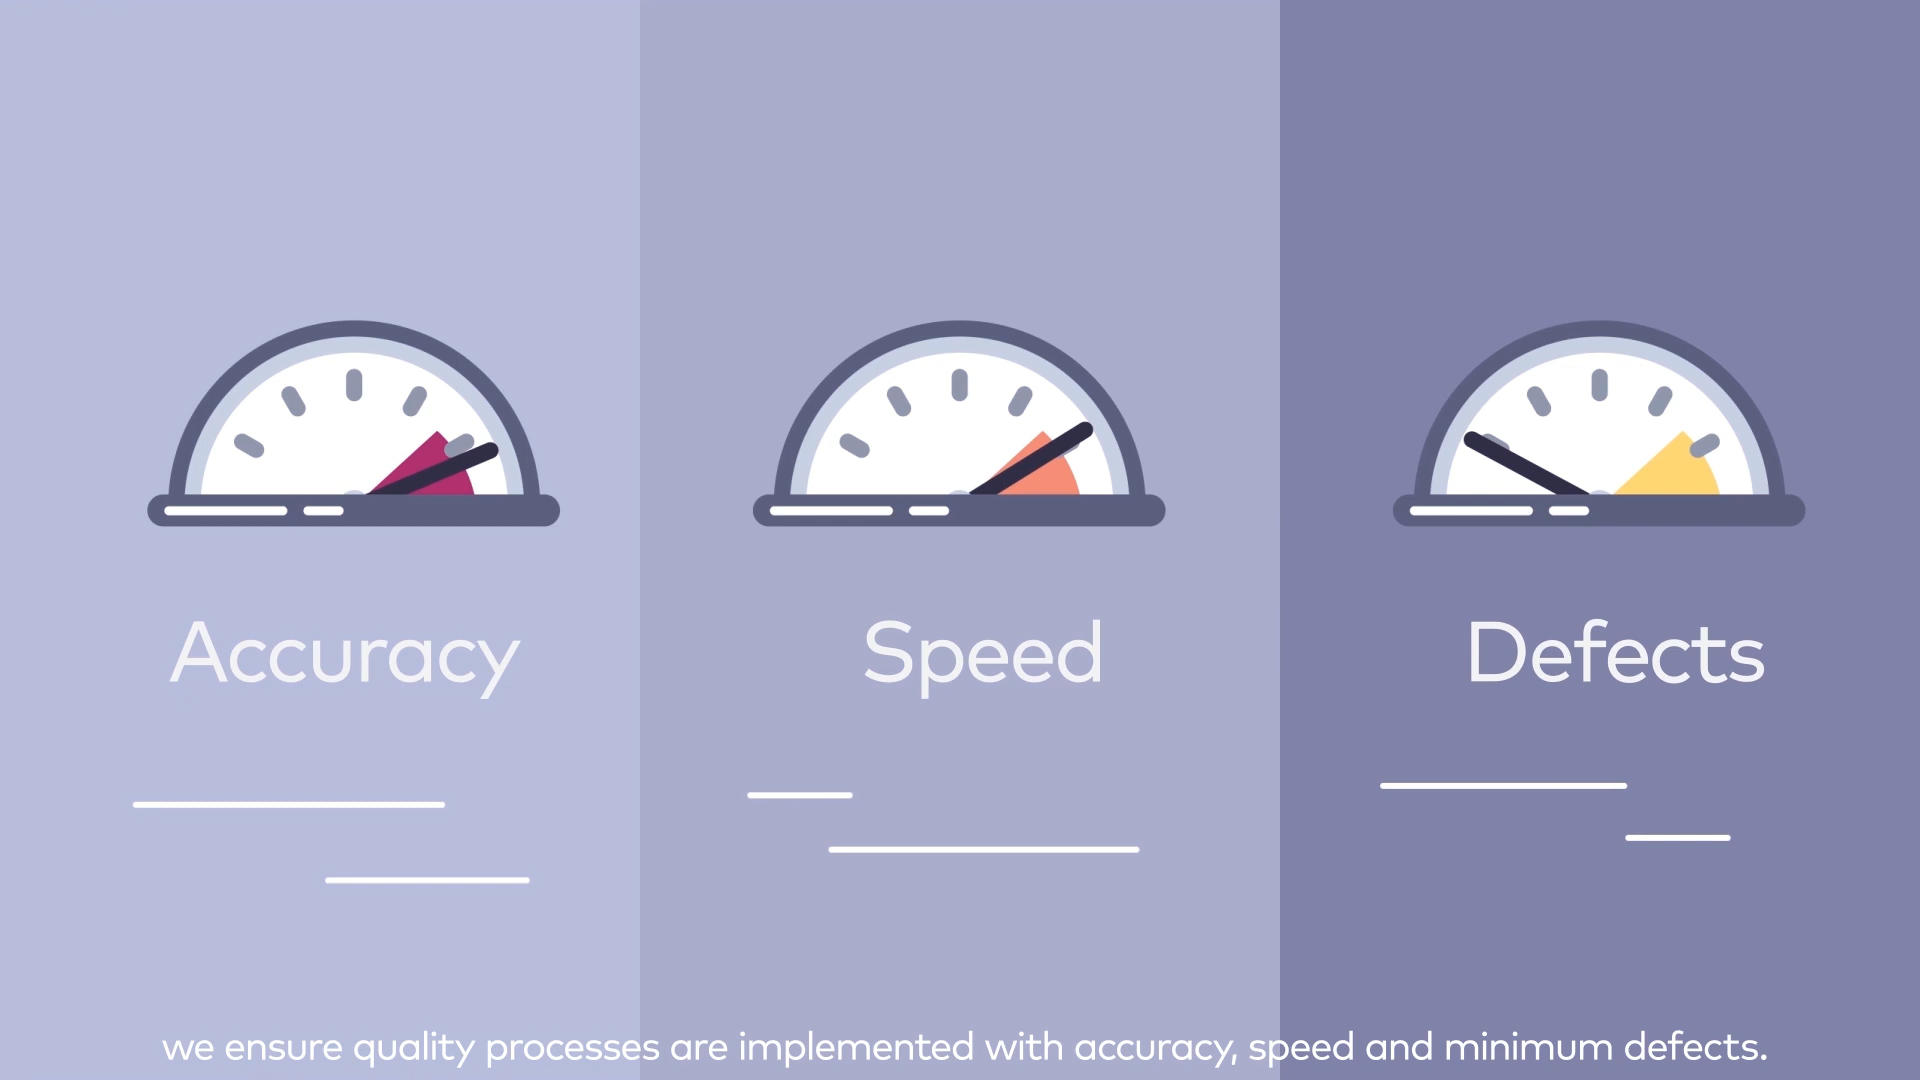 Accuracy
Speed
Defects
we ensure quality processes are implemented with accuracy, speed and minimum defects.